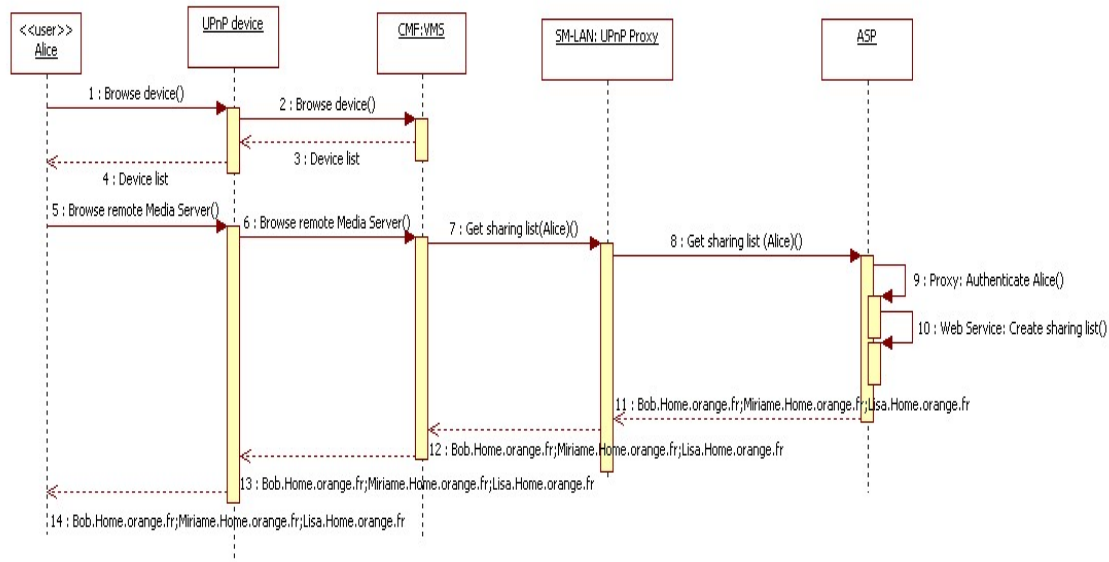 <<user>>
Alice
UPnP device
CMF:VMS
SM-LAN: UPnP Proxy
ASP
1 : Browse device()
2 : Browse device()
3 : Device list
4 : Device list
5 : Browse remote Media Server()
6 : Browse remote Media Server()
7 : Get sharing list(Alice)()
8 : Get sharing list (Alice)()
9 : Proxy: Authenticate Alice()
10 : Web Service: Create sharing list()
11 : Bob.Home.orange.fr;Miriame.Home.orange.fr;Lisa.Home.orange.fr
12 : Bob.Home.orange.fr;Miriame.Home.orange.fr;Lisa.Home.orange.fr
13 : Bob.Home.orange.fr;Miriame.Home.orange.fr;Lisa.Home.orange.fr
14 : Bob.Home.orange.fr;Miriame.Home.orange.fr;Lisa.Home.orange.fr